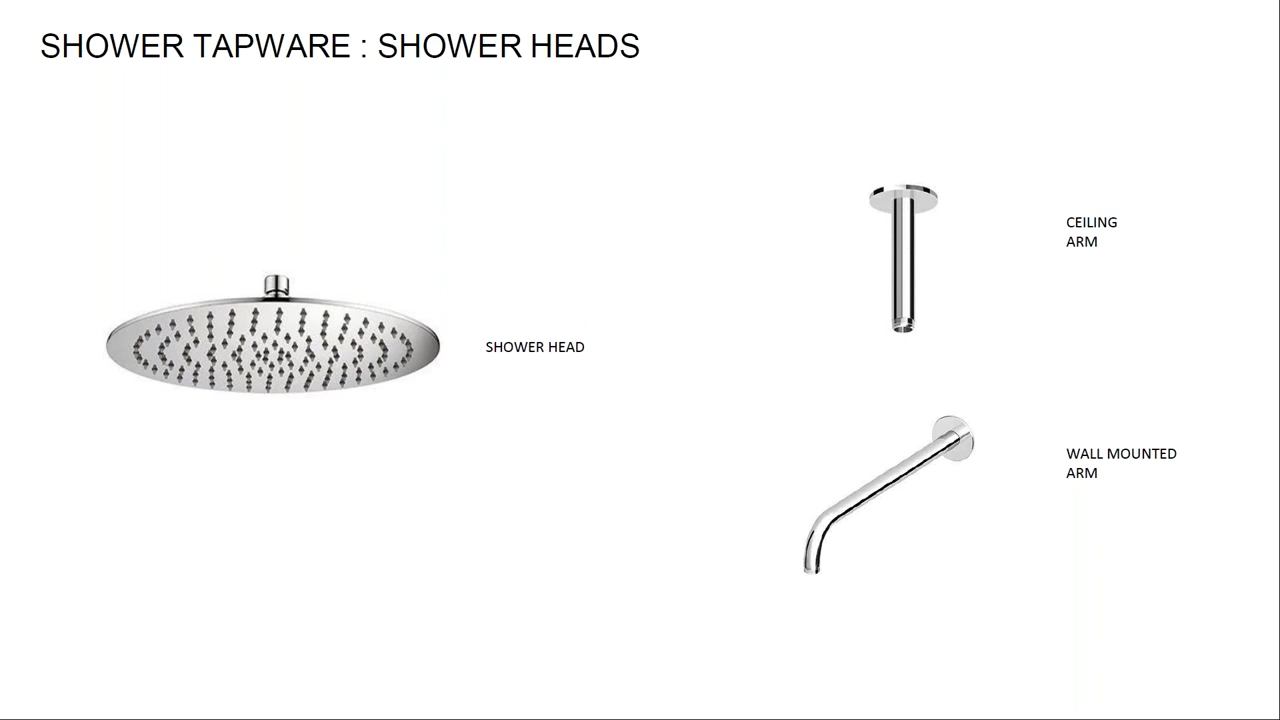 SHOWER TAPWARE : SHOWER HEADS
CEILING
ARM
SHOWER HEAD
WALL MOUNTED
ARM